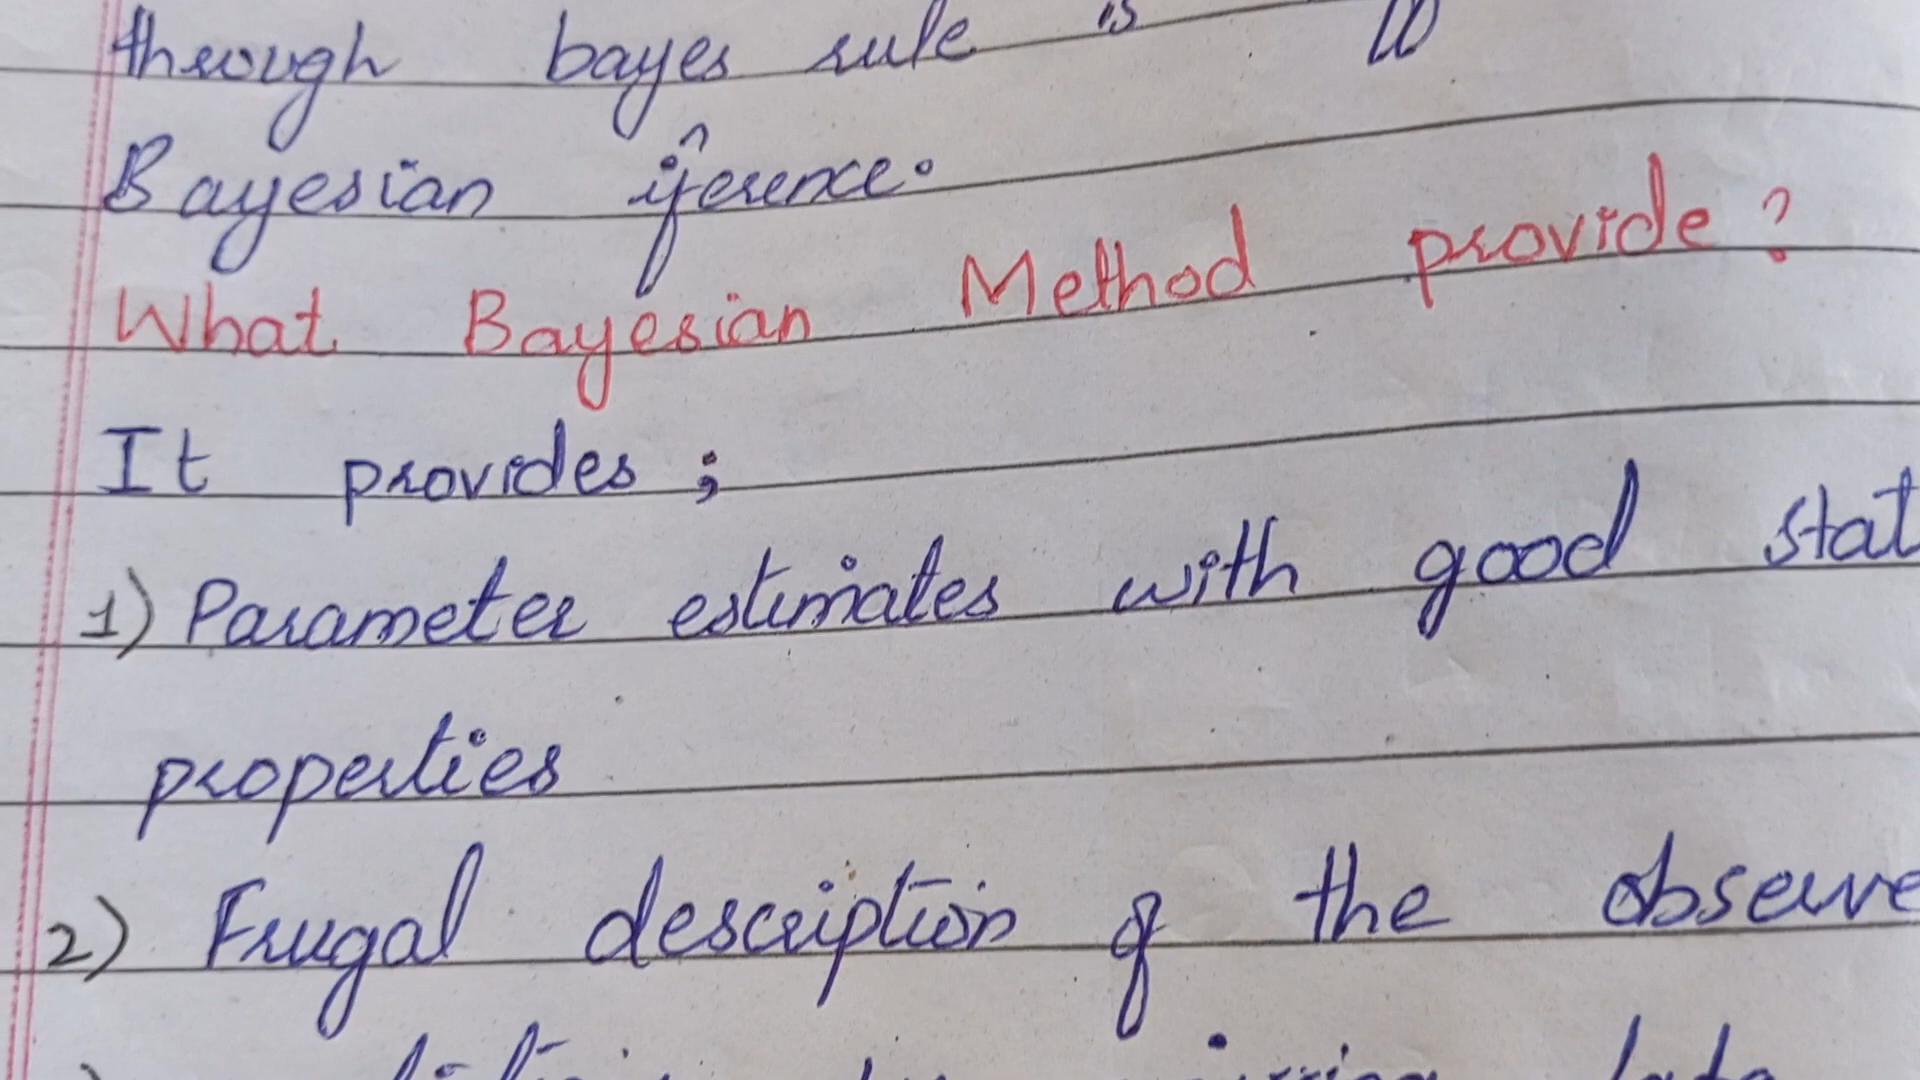 through bayes rule is
Bayesian inference.
What Bayesian Method provide?
It provides ;
1) Parameter estimates with good stat
properties
2) Frugal description of the observe